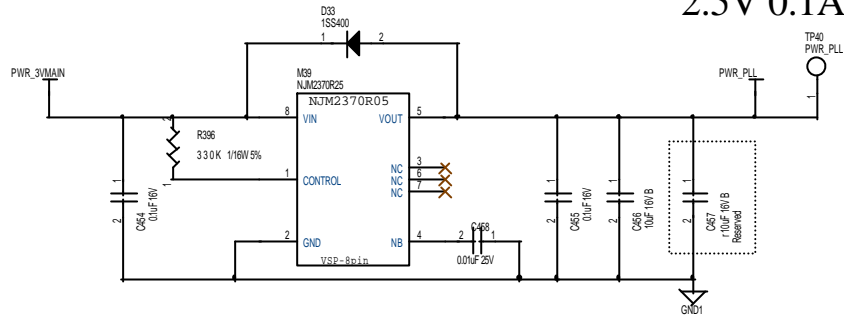 2.5V 0.1A
D33
1SS400
1
2
TP40
PWR_PLL
1
PWR_3VMAIN
M39
NJM2370R25
NJM2370R05
PWR_PLL
8
VIN
VOUT
5
2
R396
330K 1/16W 5%
1
1
CONTROL
NC
3
NC
6
NC
7
1
2
C454
0.1uF 16V
1
2
C455
0.1uF 16V
1
2
C456
10uF 16V B
1
2
C457
r10uF 16V B
Reserved
2
GND
NB
4
2
C458
1
0.01uF 25V
VSP-8pin
GND1